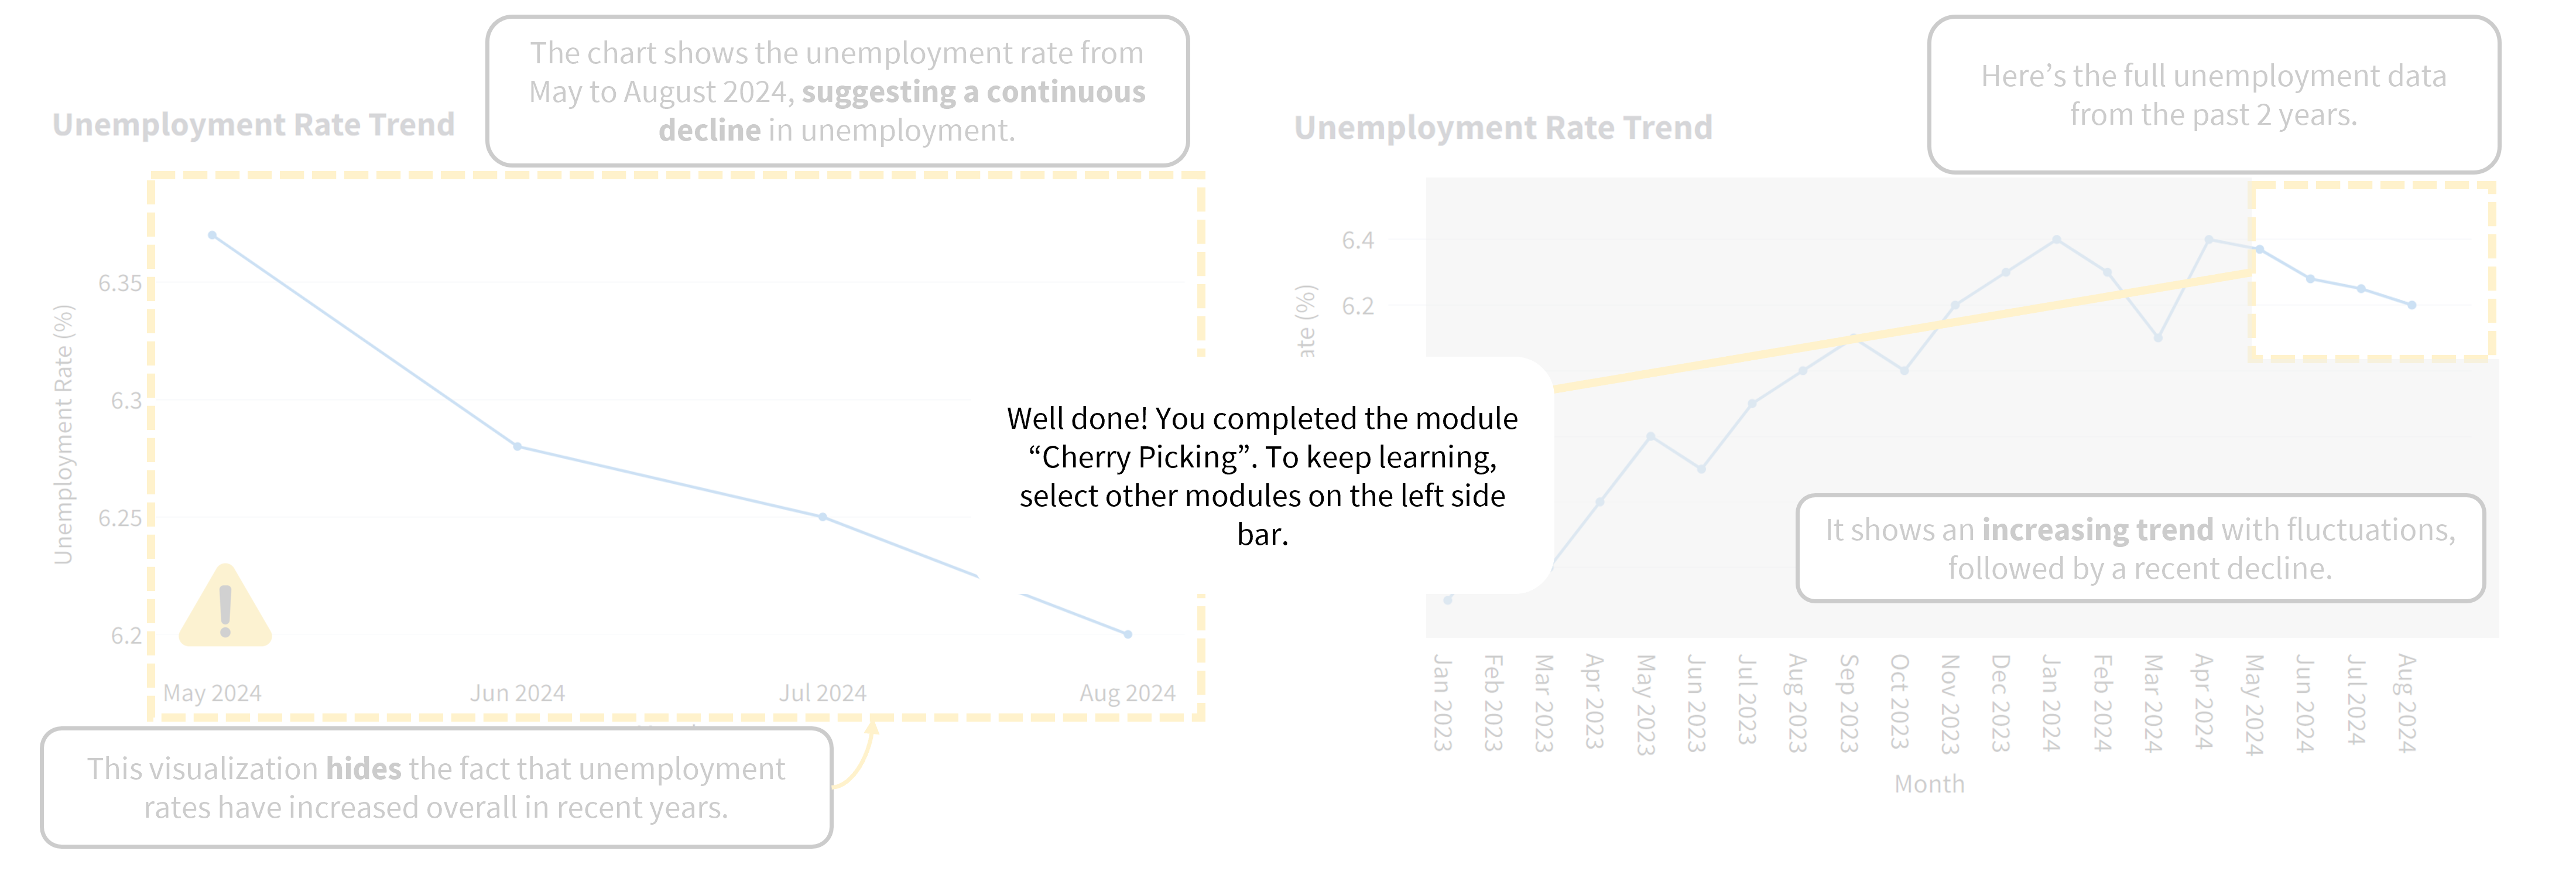 The chart shows the unemployment rate from
May to August 2024, suggesting a continuous
decline in unemployment.
Unemployment Rate Trend
Unemployment Rate (%)
6.35
6.3
6.25
6.2
May 2024
Jun 2024
Jul 2024
Aug 2024
This visualization hides the fact that unemployment
rates have increased overall in recent years.
Well done! You completed the module
“Cherry Picking”. To keep learning,
select other modules on the left side
bar.
Here’s the full unemployment data
from the past 2 years.
Unemployment Rate Trend
ate (%)
6.4
6.2
It shows an increasing trend with fluctuations,
followed by a recent decline.
Jan 2023
Feb 2023
Mar 2023
Apr 2023
May 2023
Jun 2023
Jul 2023
Aug 2023
Sep 2023
Oct 2023
Nov 2023
Dec 2023
Jan 2024
Feb 2024
Mar 2024
Apr 2024
May 2024
Jun 2024
Jul 2024
Aug 2024
Month